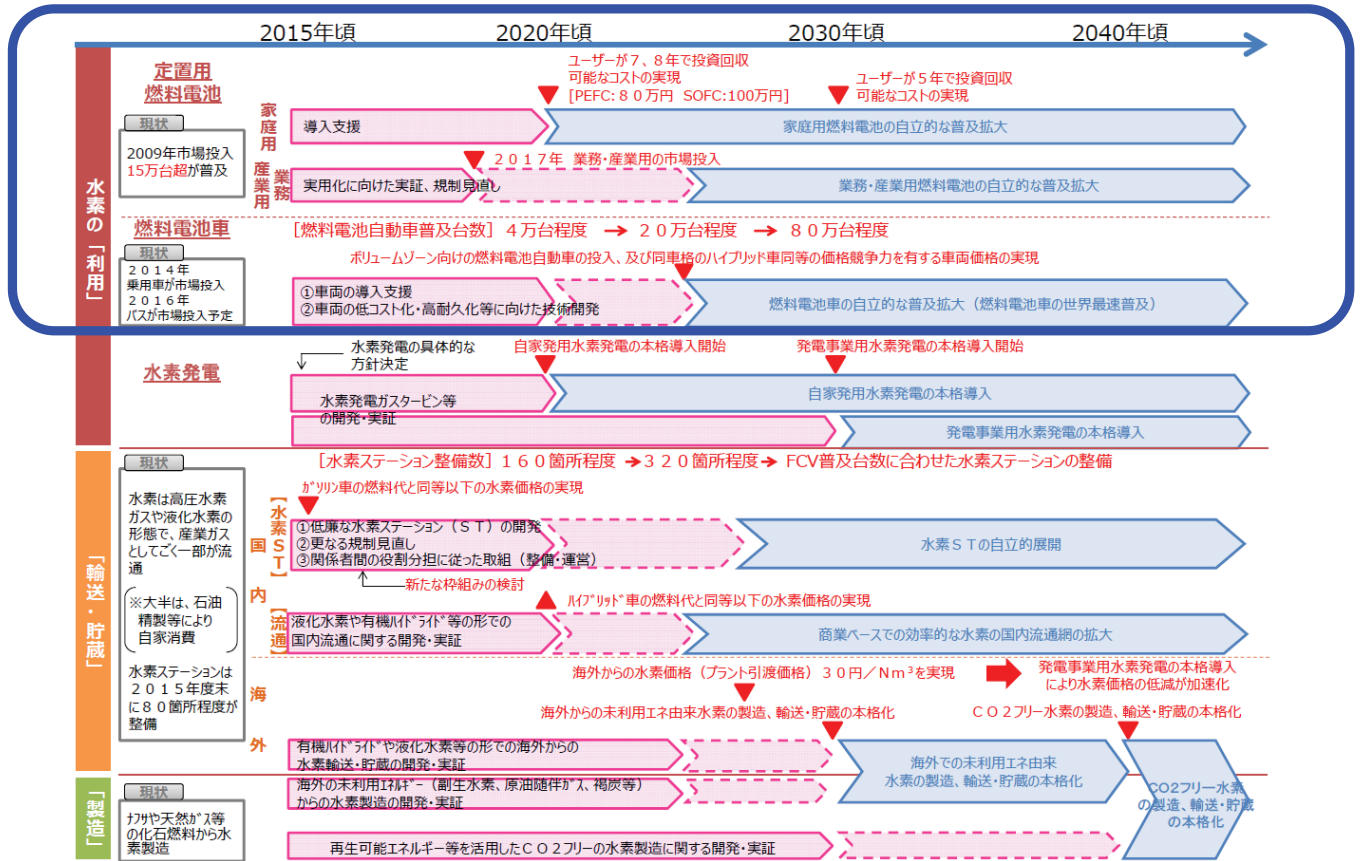 2015年頃
2020年頃
2030年頃
2040年頃
水素の「利用」
定置用
燃料電池
現状
2009年市場投入
15万台超が普及
家庭用
ユーザーが７、８年で投資回収
可能なコストの実現
[PEFC:８０万円 SOFC:100万円]
ユーザーが５年で投資回収
可能なコストの実現
導入支援
家庭用燃料電池の自立的な普及拡大
業務
産業用
２０１７年 業務・産業用の市場投入
実用化に向けた実証、規制見直し
業務・産業用燃料電池の自立的な普及拡大
燃料電池車
現状
２０１４年
乗用車が市場投入
２０１６年
バスが市場投入予定
[燃料電池自動車普及台数] ４万台程度 → ２０万台程度 → ８０万台程度
ボリュームゾーン向けの燃料電池自動車の投入、及び同車格のハイブリッド車同等の価格競争力を有する車両価格の実現
①車両の導入支援
②車両の低コスト化・高耐久化等に向けた技術開発
燃料電池車の自立的な普及拡大（燃料電池車の世界最速普及）
水素発電
水素発電の具体的な
方針決定
自家発用水素発電の本格導入開始
発電事業用水素発電の本格導入開始
水素発電ガスタービン等
の開発・実証
自家発用水素発電の本格導入
発電事業用水素発電の本格導入
「輸送・貯蔵」
現状
水素は高圧水素
ガスや液化水素の
形態で、産業ガス
としてごく一部が流
通
※大半は、石油
精製等により
自家消費
水素ステーションは
２０１５年度末
に８０箇所程度が
整備
国内
【水素ＳＴ】
[水素ステーション整備数] １６０箇所程度 →３２０箇所程度→ FCV普及台数に合わせた水素ステーションの整備
ｶﾞｿﾘﾝ車の燃料代と同等以下の水素価格の実現
①低廉な水素ステーション（ＳＴ）の開発
②更なる規制見直し
③関係者間の役割分担に従った取組（整備・運営）
水素ＳＴの自立的展開
新たな枠組みの検討
【流通】
ﾊｲﾌﾞﾘｯﾄﾞ車の燃料代と同等以下の水素価格の実現
液化水素や有機ﾊｲﾄﾞﾗｲﾄﾞ等の形での
国内流通に関する開発・実証
商業ベースでの効率的な水素の国内流通網の拡大
海外
海外からの水素価格（プラント引渡価格）３０円／Nm³を実現
発電事業用水素発電の本格導入
により水素価格の低減が加速化
海外からの未利用エネ由来水素の製造、輸送・貯蔵の本格化
ＣＯ２フリー水素の製造、輸送・貯蔵の本格化
有機ﾊｲﾄﾞﾗｲﾄﾞや液化水素等の形での海外からの
水素輸送・貯蔵の開発・実証
海外での未利用エネ由来
水素の製造、輸送・貯蔵の本格化
「製造」
現状
ﾅﾌｻや天然ｶﾞｽ等
の化石燃料から水
素製造
海外の未利用ｴﾈﾙｷﾞｰ（副生水素、原油随伴ｶﾞｽ、褐炭等）
からの水素製造の開発・実証
CO2フリー水素
の製造、輸送・貯蔵
の本格化
再生可能エネルギー等を活用したＣＯ２フリーの水素製造に関する開発・実証